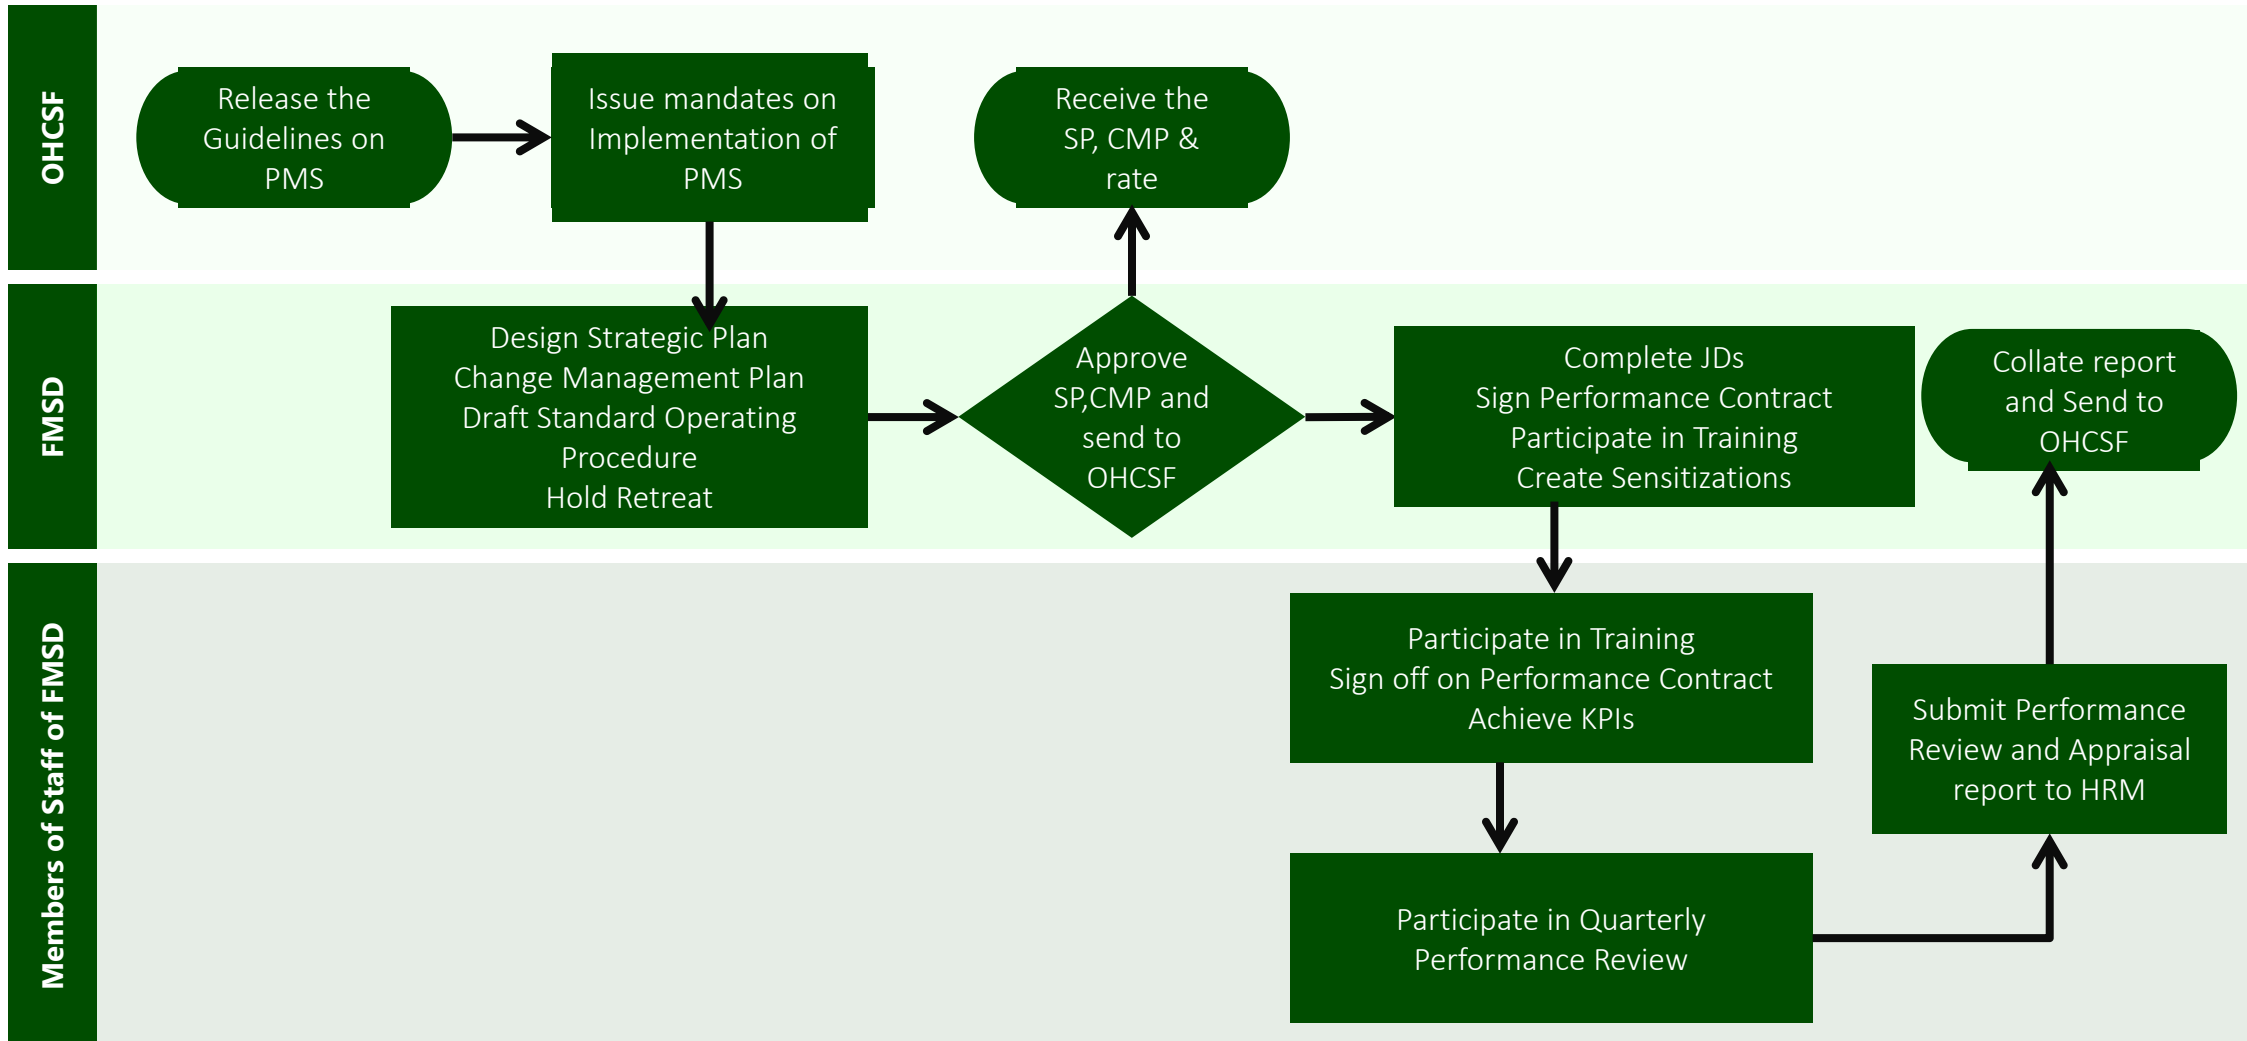 OHCSF
Release the
Guidelines on
PMS
Issue mandates on
Implementation of
PMS
Receive the
SP, CMP &
rate
FMSD
Design Strategic Plan
Change Management Plan
Draft Standard Operating
Procedure
Hold Retreat
Approve
SP,CMP and
send to
OHCSF
Complete JDs
Sign Performance Contract
Participate in Training
Create Sensitizations
Collate report
and Send to
OHCSF
Members of Staff of FMSD
Participate in Training
Sign off on Performance Contract
Achieve KPIs
Submit Performance
Review and Appraisal
report to HRM
Participate in Quarterly
Performance Review